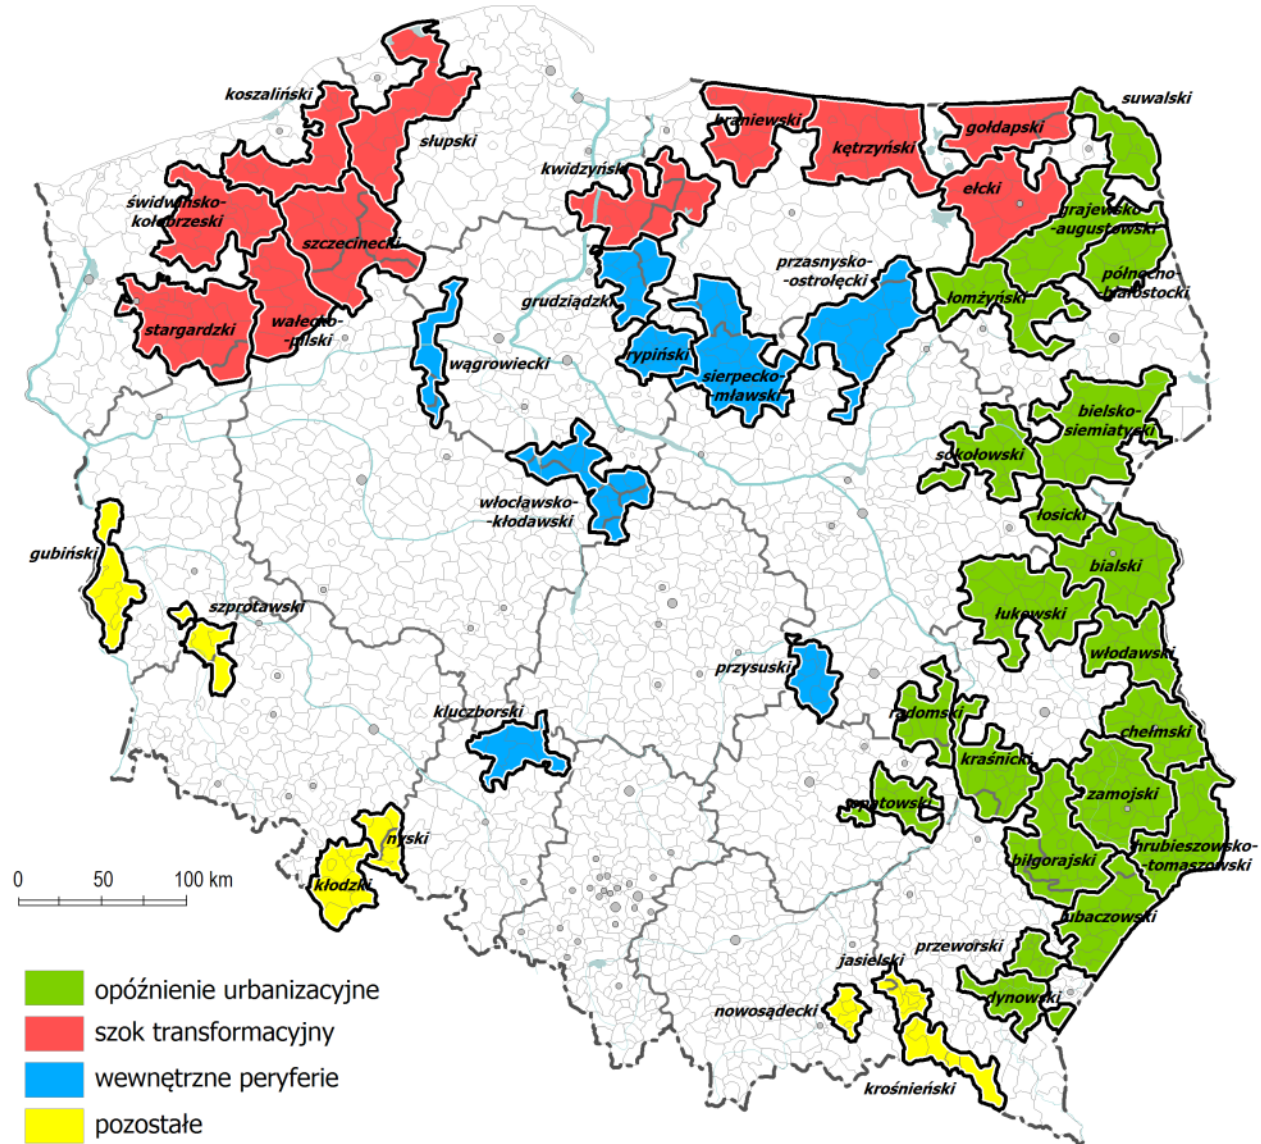 suwalski
koszaliński
słupski
braniewski
kętrzyński
gołdapski
kwidzyński
ełcki
świdwińsko-
kołobrzeski
szczecinecki
grajewsko-
-augustowski
przasnysko-
-ostrołęcki
północno-
-białostocki
łomżyński
grudziądzki
stargardzki
wałecko-
-pilski
wągrowiecki
rypiński
sierpecko-
-mławski
bielsko-
siemiatycki
sokołowski
włocławsko-
-kłodawski
łosicki
gubiński
bialski
szprotawski
łukowski
włodawski
przysuski
kluczborski
radomski
chełmski
kraśnicki
zamojski
opatowski
nyski
kłodzki
biłgorajski
hrubieszowsko-
-tomaszowski
lubaczowski
0 50 100 km
przeworski
jasielski
dynowski
nowosądecki
krośnieński
opóźnienie urbanizacyjne
szok transformacyjny
wewnętrzne peryferie
pozostałe